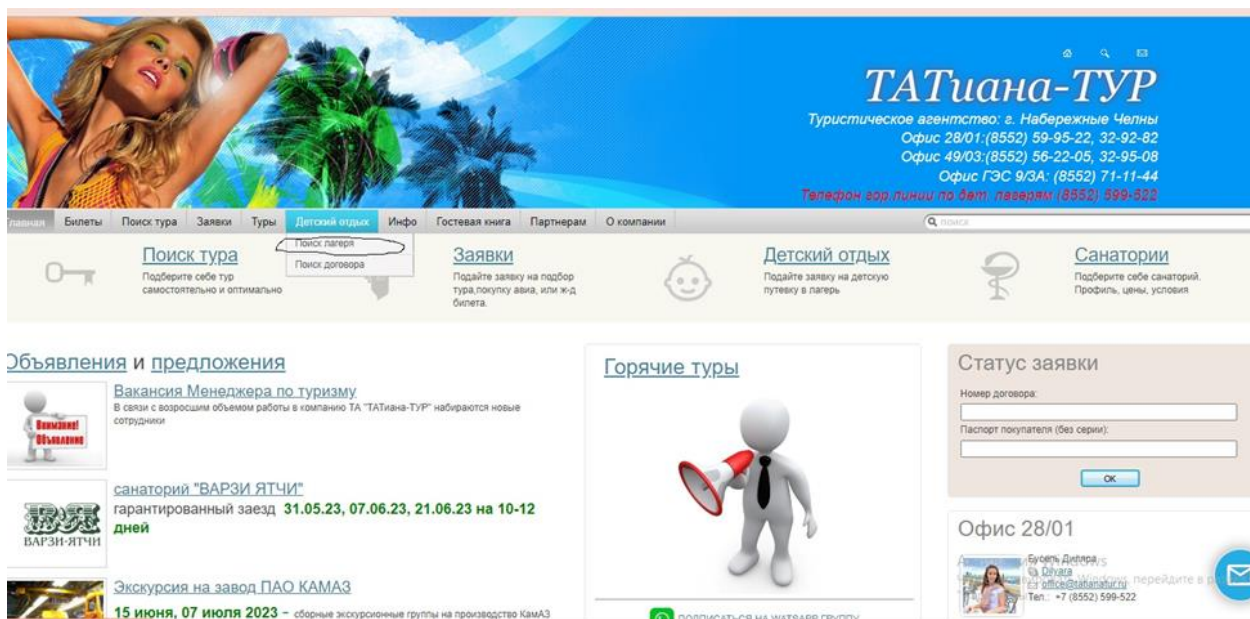 ТАТиана-ТУР
Туристическое агентство: г. Набережные Челны
Офис 28/01:(8552) 59-95-22, 32-92-82
Офис 49/03:(8552) 56-22-05, 32-95-08
Офис ГЭС 9/3А: (8552) 71-11-44
Телефон гор.линии по дет. лагерям (8552) 599-522
Главная Билеты Поиск тура Заявки Туры Детский отдых Инфо Гостевая книга Партнерам О компании поиск
Поиск лагеря
Поиск договора
Поиск тура
Подберите себе тур
самостоятельно и оптимально
Заявки
Подайте заявку на подбор
тура,покупку авиа, или ж-д
билета.
Детский отдых
Подайте заявку на детскую
путевку в лагерь
Санатории
Подберите себе санаторий.
Профиль, цены, условия
Объявления и предложения
Внимание!
Объявление
Вакансия Менеджера по туризму
В связи с возросшим объемом работы в компанию ТА "ТАТиана-ТУР" набираются новые
сотрудники
ВАРЗИ-ЯТЧИ
санаторий "ВАРЗИ ЯТЧИ"
гарантированный заезд 31.05.23, 07.06.23, 21.06.23 на 10-12
дней
Экскурсия на завод ПАО КАМАЗ
15 июня, 07 июля 2023 – сборные экскурсионные группы на производство КамАЗ
Горячие туры
ПОДПИСАТЬСЯ НА WATSAPP ГРУППУ
Статус заявки
Номер договора:
Паспорт покупателя (без серии):
OK
Офис 28/01
Диляра
Dilyara
office@tatianatur.ru
Тел.: +7 (8552) 599-522
Windows, перейдите в